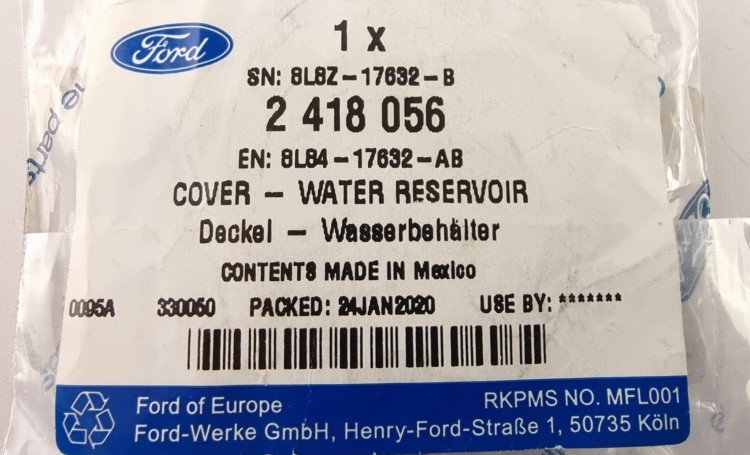 Ford
1 x
SN: 8L8Z-17632-B
2 418 056
EN: 8L84-17632-AB
COVER - WATER RESERVOIR
Deckel - Wasserbehälter
CONTENTS MADE IN Mexico
0095A 330050 PACKED: 24JAN2020 USE BY: *******
Ford of Europe RKPMS NO. MFL001
Ford-Werke GmbH, Henry-Ford-Straße 1, 50735 Köln